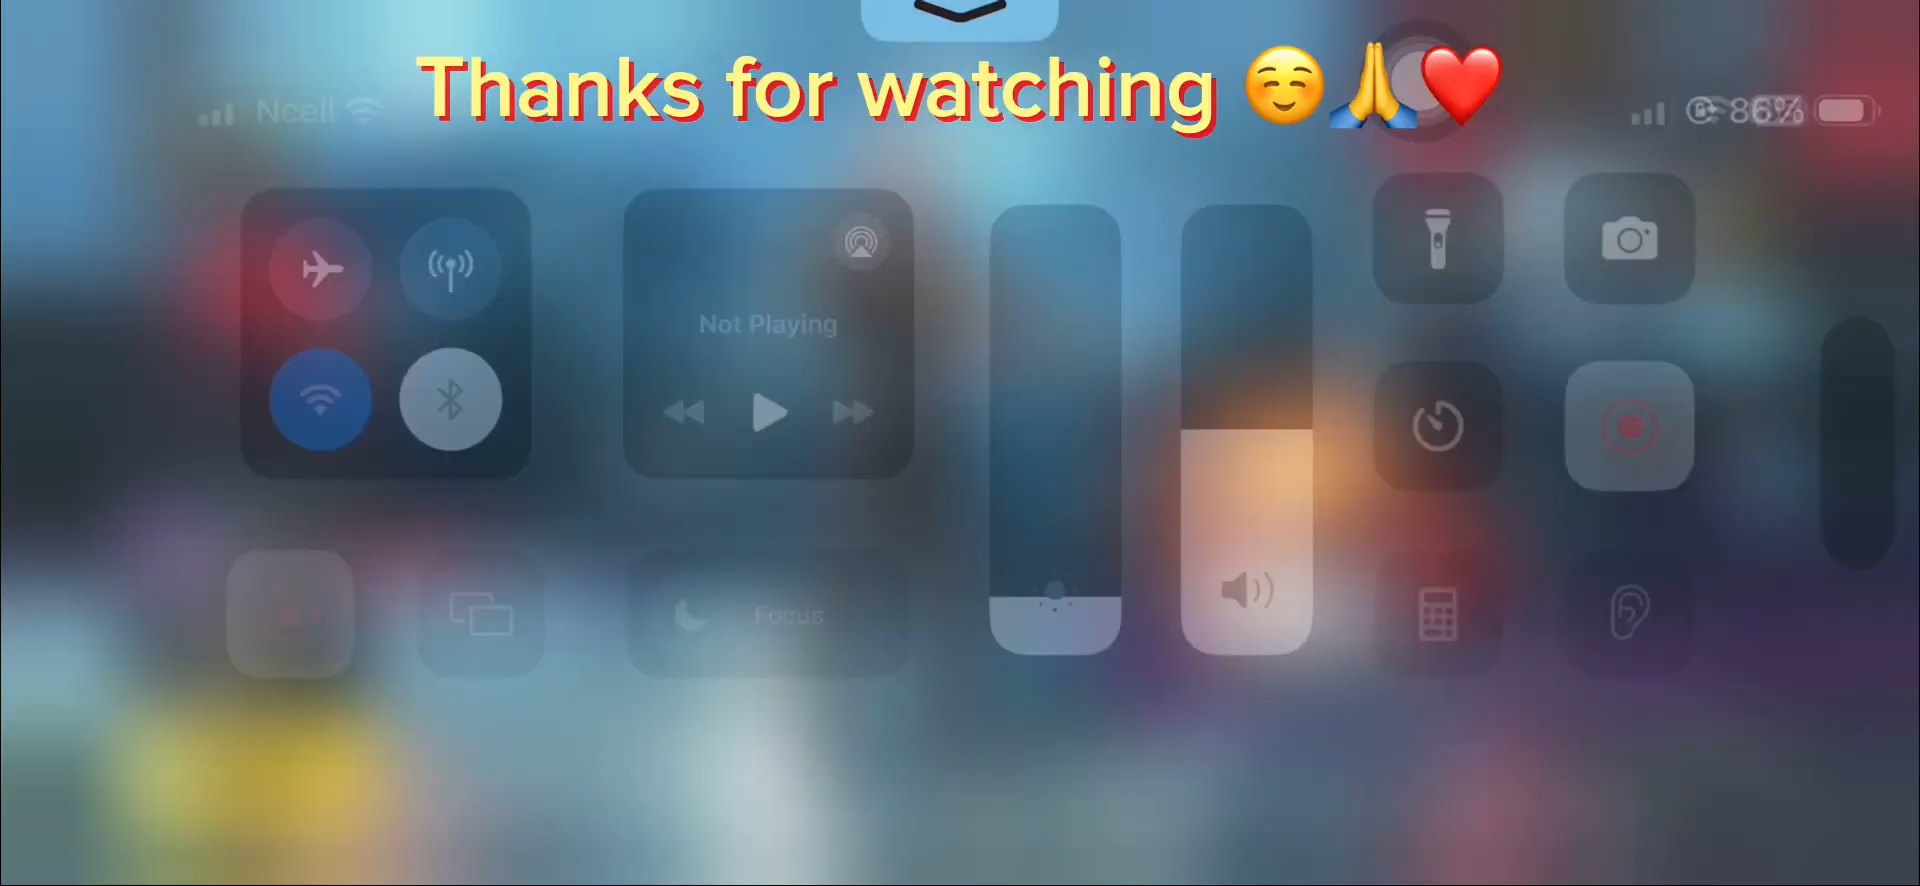 Thanks for watching ☺️🙏❤️
Ncell
86%
Not Playing
Focus